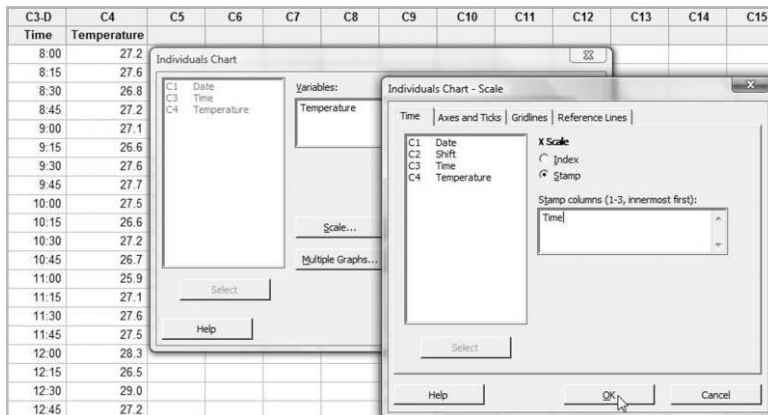 C3-D C4 C5 C6 C7 C8 C9 C10 C11 C12 C13 C14 C15
Time Temperature
8:00 27.2
8:15 27.6
8:30 26.8
8:45 27.2
9:00 27.1
9:15 26.6
9:30 27.6
9:45 27.7
10:00 27.5
10:15 26.6
10:30 27.2
10:45 26.7
11:00 25.9
11:15 27.1
11:30 27.6
11:45 27.5
12:00 28.3
12:15 26.5
12:30 29.0
12:45 27.2
Individuals Chart
C1 Date
C3 Time
C4 Temperature
Variables:
Temperature
Scale...
Multiple Graphs...
Select
Help
Individuals Chart - Scale
Time Axes and Ticks Gridlines Reference Lines
C1 Date
C2 Shift
C3 Time
C4 Temperature
X Scale
Index
Stamp
Stamp columns (1-3, innermost first):
Time
Select
Help OK Cancel